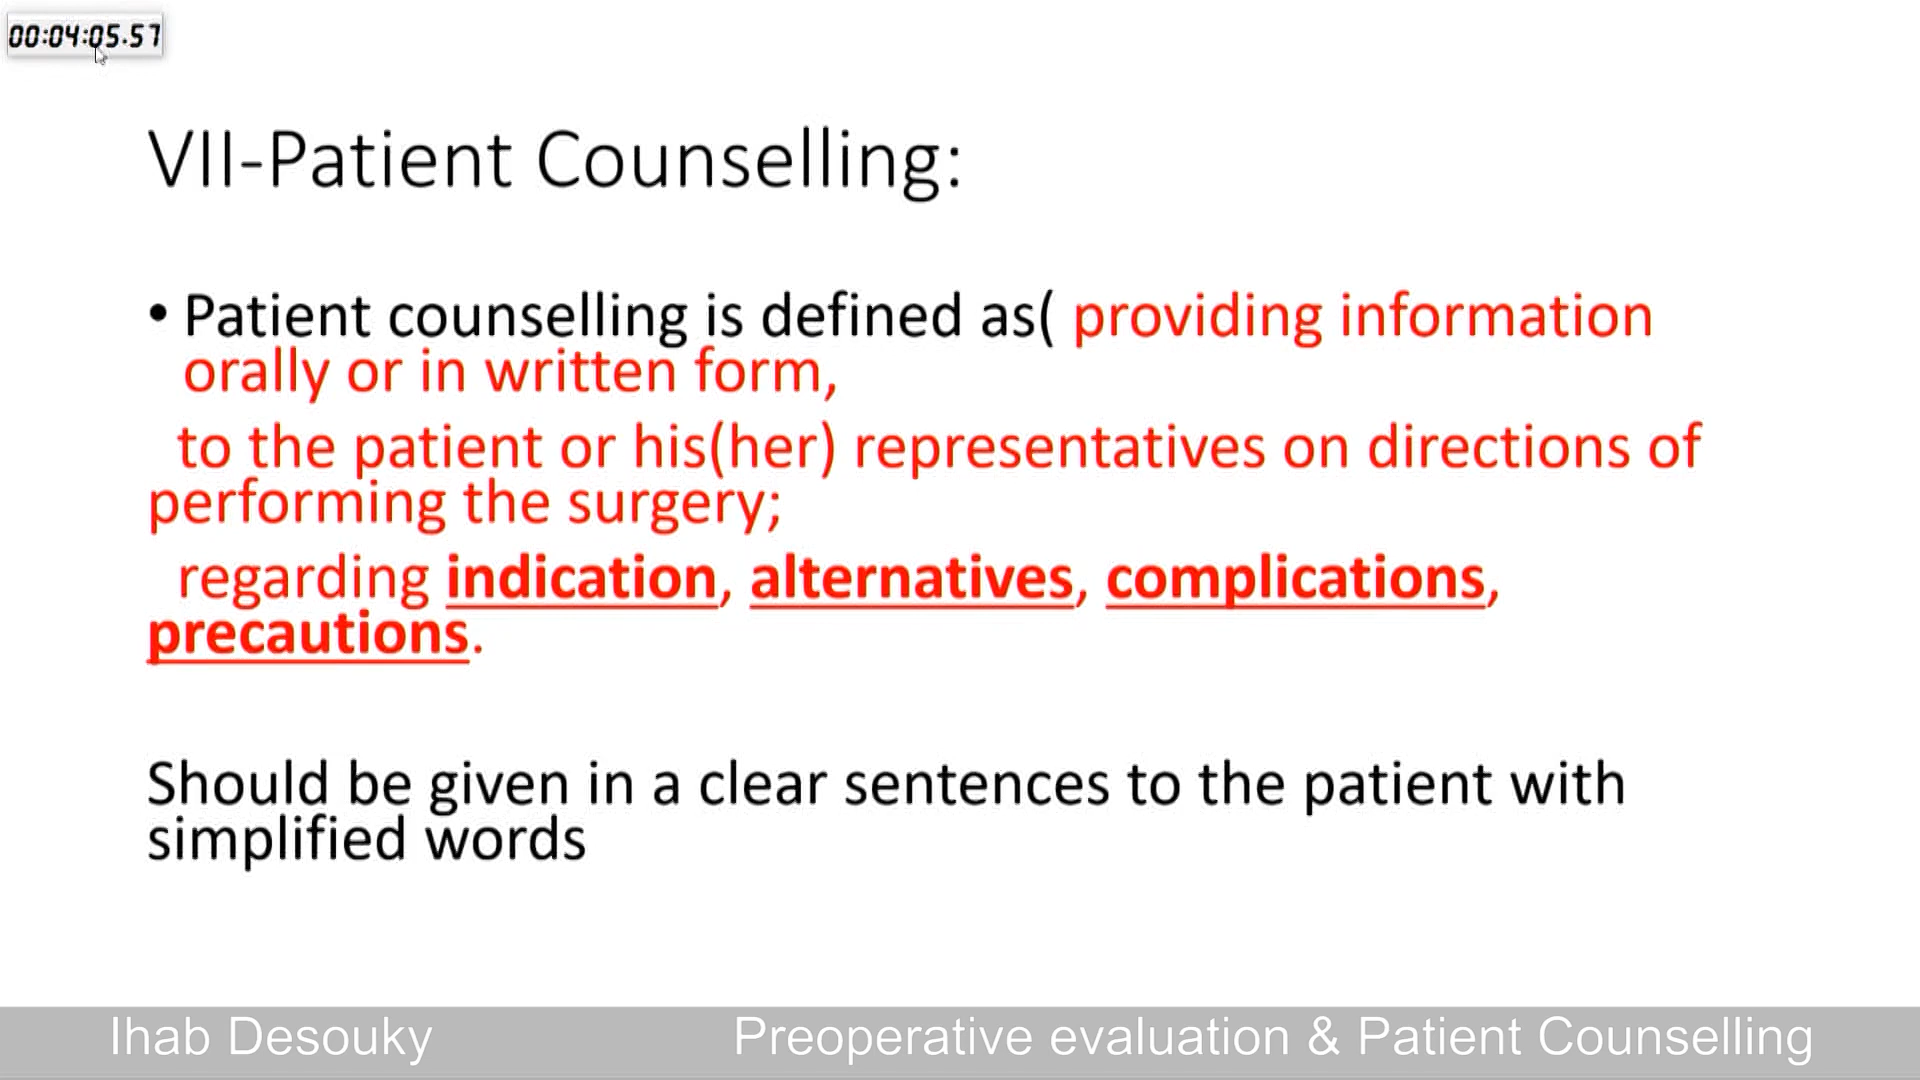 00:04:05.57
VII-Patient Counselling:
• Patient counselling is defined as( providing information
orally or in written form,
to the patient or his(her) representatives on directions of
performing the surgery;
regarding indication, alternatives, complications,
precautions.
Should be given in a clear sentences to the patient with
simplified words
Ihab Desouky Preoperative evaluation & Patient Counselling